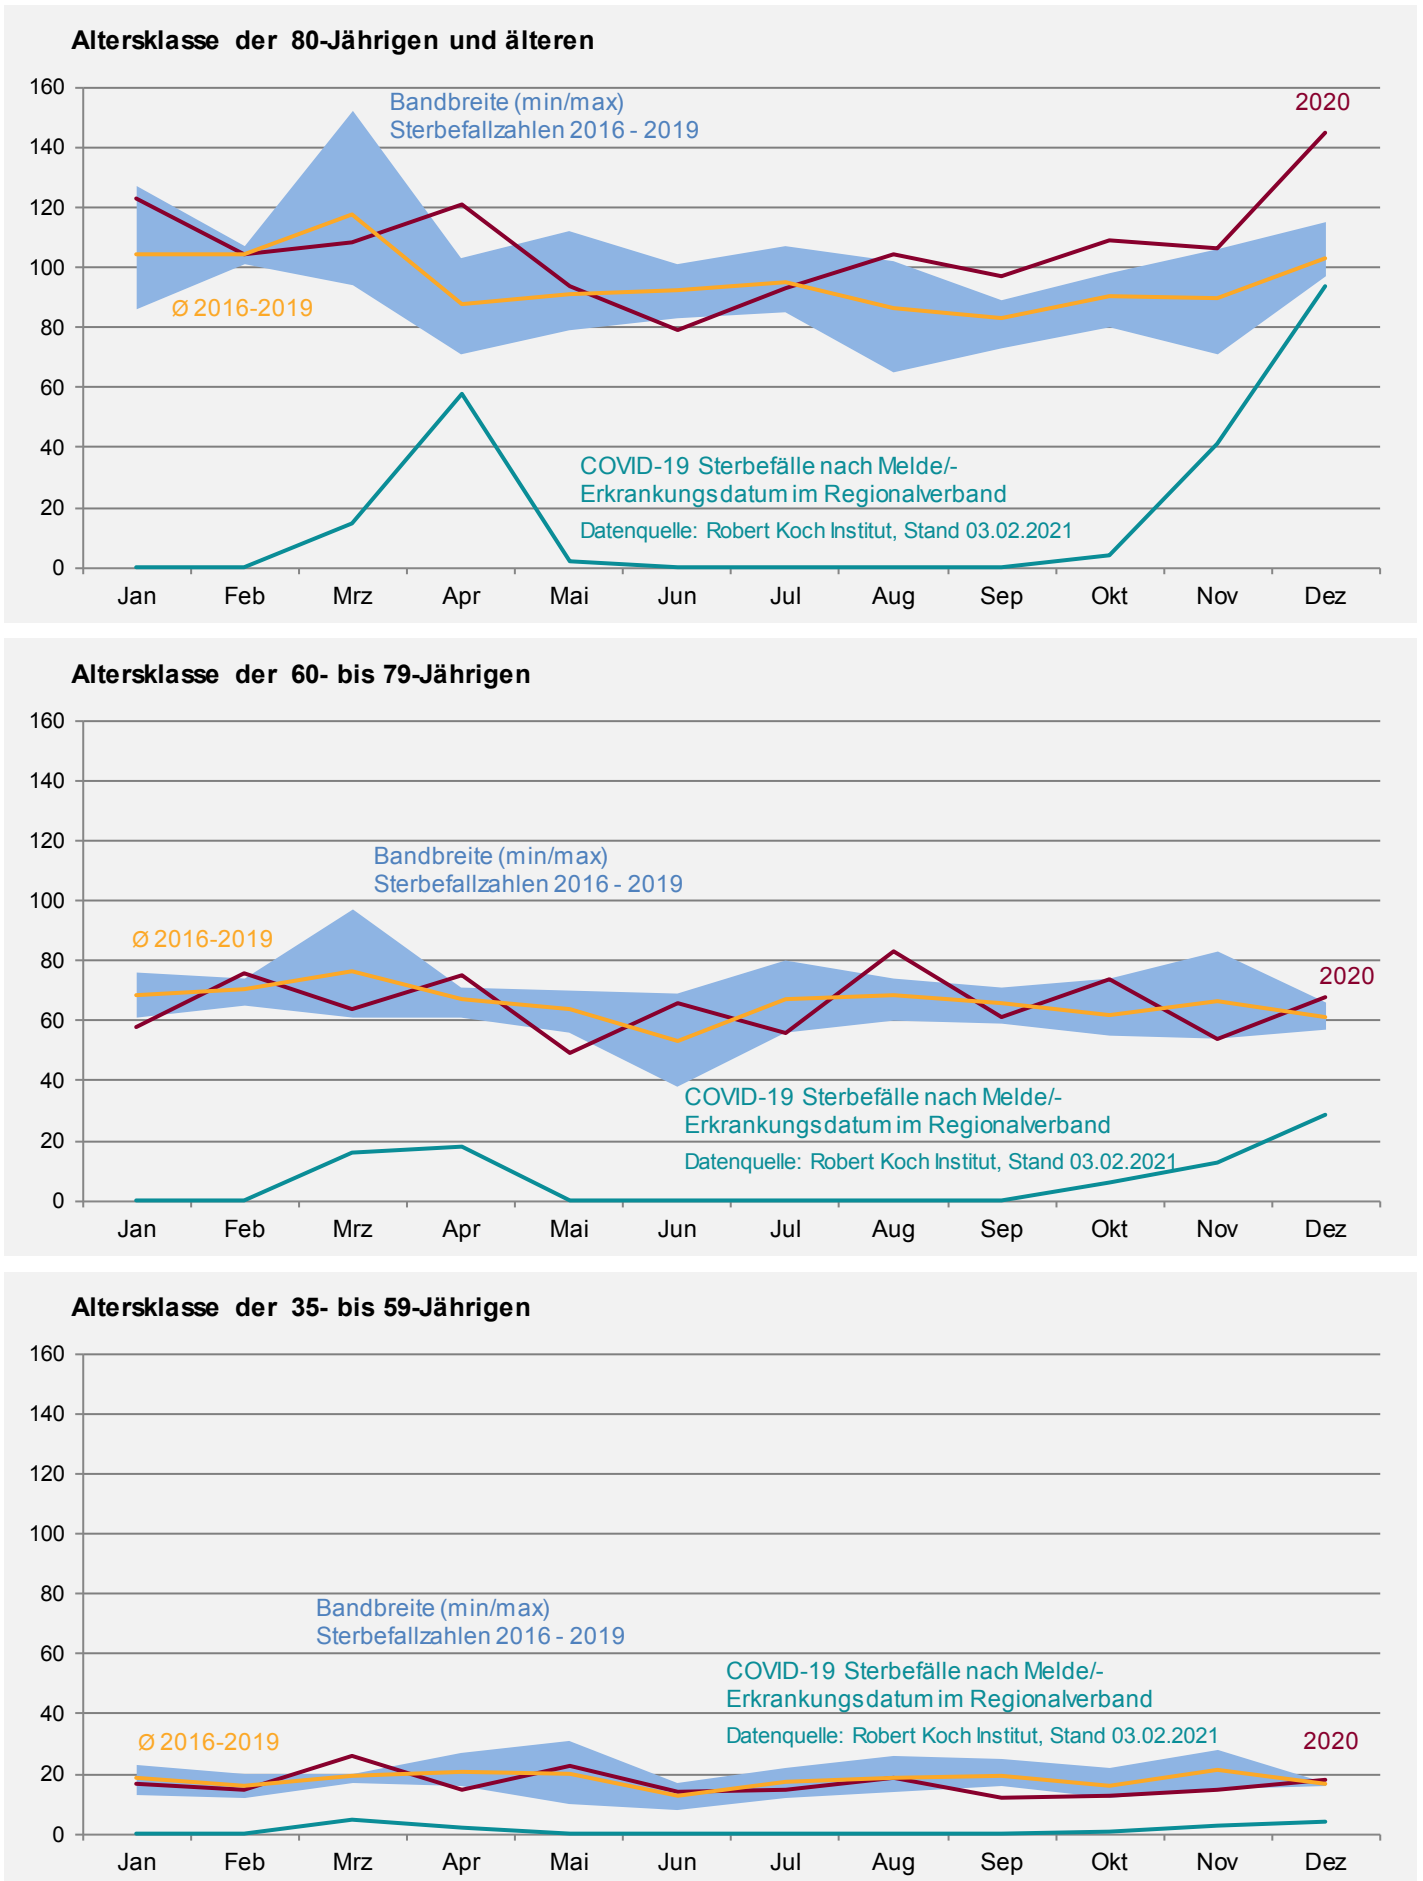 Altersklasse der 80-Jährigen und älteren
160
Bandbreite (min/max)
2020
Sterbefallzahlen 2016 - 2019
140
120
100
Ø 2016-2019
80
60
40
COVID-19 Sterbefälle nach Melde/-
Erkrankungsdatum im Regionalverband
20
Datenquelle: Robert Koch Institut, Stand 03.02.2021
0
Jan Feb Mrz Apr Mai Jun Jul Aug Sep Okt Nov Dez
Altersklasse der 60- bis 79-Jährigen
160
140
120
Bandbreite (min/max)
Sterbefallzahlen 2016 - 2019
100
Ø 2016-2019
80
2020
60
40
COVID-19 Sterbefälle nach Melde/-
Erkrankungsdatum im Regionalverband
20
Datenquelle: Robert Koch Institut, Stand 03.02.2021
0
Jan Feb Mrz Apr Mai Jun Jul Aug Sep Okt Nov Dez
Altersklasse der 35- bis 59-Jährigen
160
140
120
100
80
Bandbreite (min/max)
Sterbefallzahlen 2016 - 2019
60
COVID-19 Sterbefälle nach Melde/-
Erkrankungsdatum im Regionalverband
40
Datenquelle: Robert Koch Institut, Stand 03.02.2021
Ø 2016-2019
2020
20
0
Jan Feb Mrz Apr Mai Jun Jul Aug Sep Okt Nov Dez